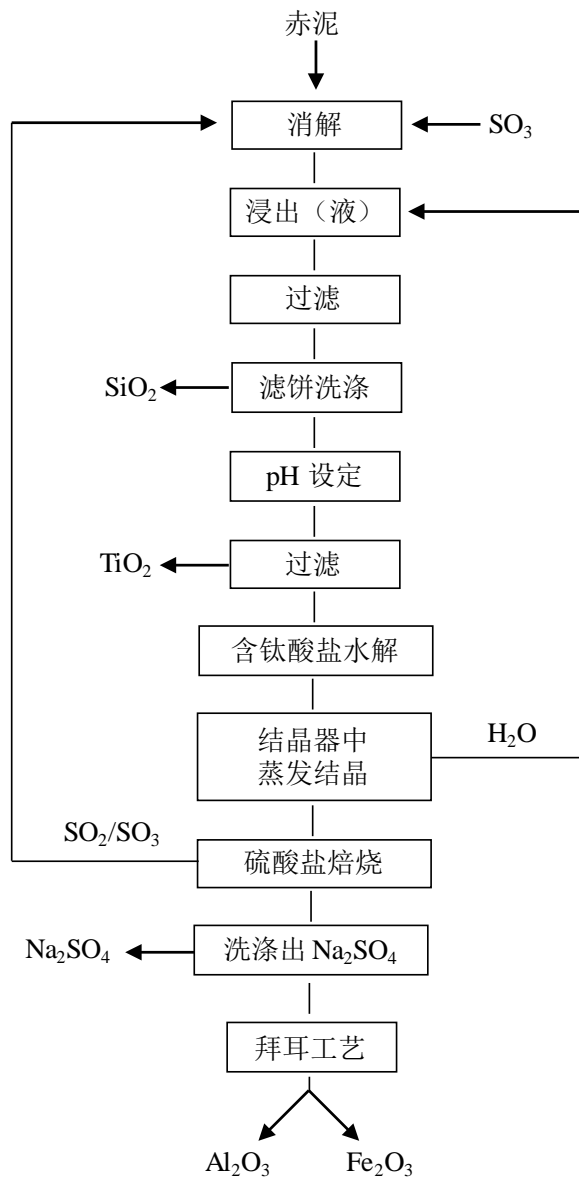 赤泥
消解
SO₃
浸出（液）
过滤
SiO₂
滤饼洗涤
pH 设定
TiO₂
过滤
含钛酸盐水解
结晶器中
蒸发结晶
H₂O
SO₂/SO₃
硫酸盐焙烧
Na₂SO₄
洗涤出 Na₂SO₄
拜耳工艺
Al₂O₃
Fe₂O₃